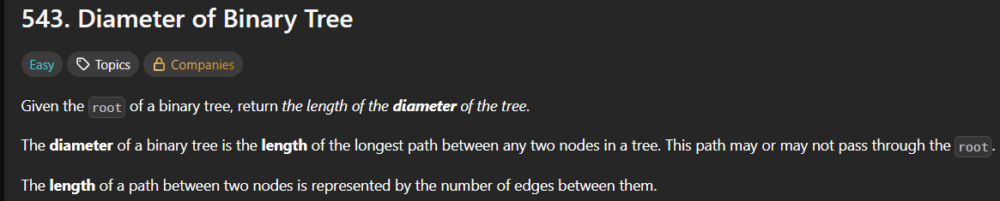 543. Diameter of Binary Tree
Easy Topics Companies
Given the root of a binary tree, return the length of the diameter of the tree.
The diameter of a binary tree is the length of the longest path between any two nodes in a tree. This path may or may not pass through the root.
The length of a path between two nodes is represented by the number of edges between them.